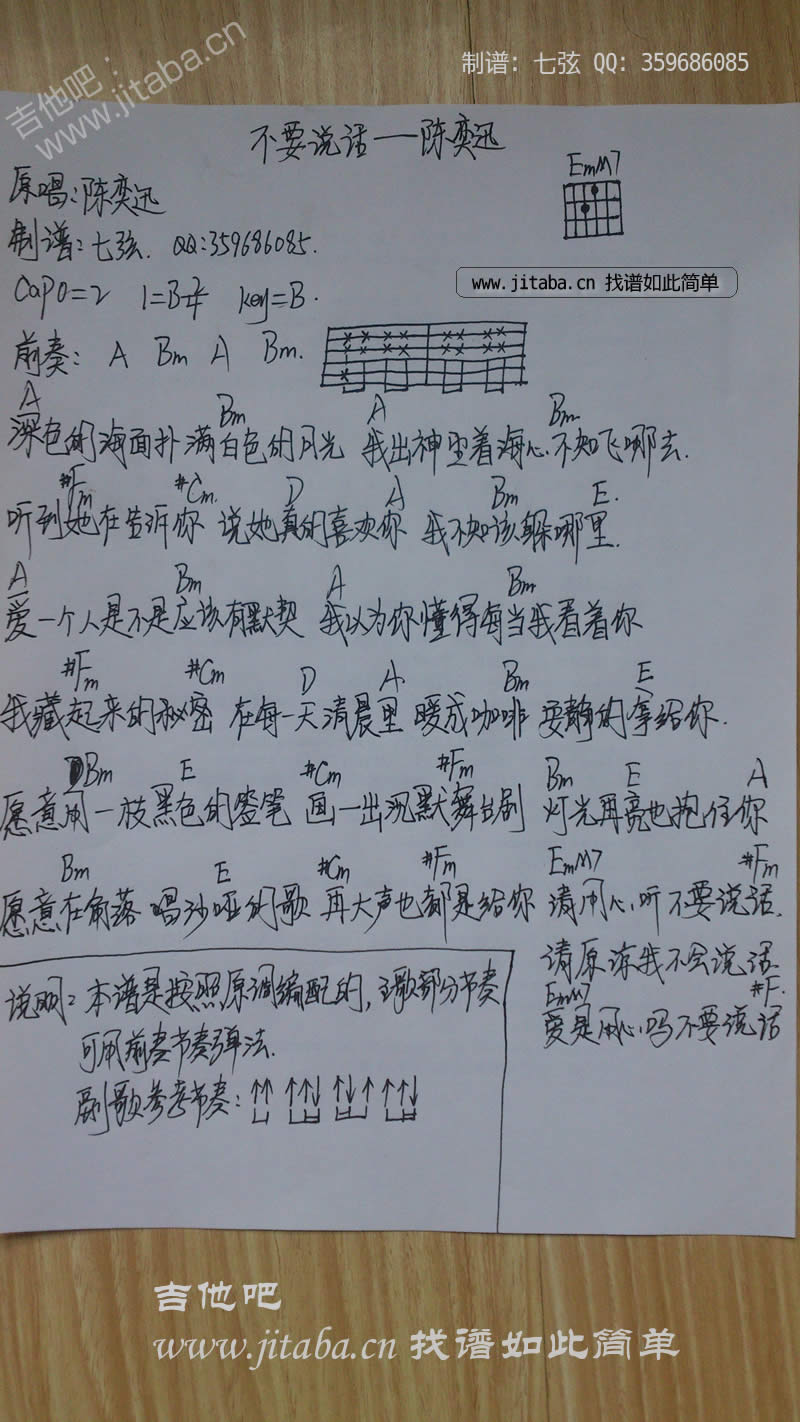 吉他吧：
www.jitaba.cn
制谱: 七弦 QQ: 359686085
不要说话——陈奕迅
EmM7
原唱:陈奕迅
制谱:七弦. QQ:359686085.
www.jitaba.cn 找谱如此简单
Capo=2 1=B 4/4 key=B.
前奏: A Bm A Bm.
A Bm A Bm
深色的海面扑满白色的月光 我出神坐着海心不知飞哪去.
#Fm #Cm. D A Bm E.
听到她在告诉你 说她真的喜欢你 我不知该躲哪里.
A Bm A Bm
爱一个人是不是应该有默契 我以为你懂得每当我看着你
#Fm #Cm D A Bm E
我藏起来的秘密 在每一天清晨里 暖成咖啡 安静的拿给你.
Bm E #Cm #Fm Bm E A
愿意用一枝黑色的签笔 画一出沉默舞台剧 灯光再亮也抱住你
Bm E #Cm #Fm EmM7 #Fm
愿意在角落 唱沙哑的歌 再大声也都是给你 请用心听不要说话.
请原谅我不会说话.
EmM7 #F.
爱是用心吗不要说话
说明: 本谱是按照原调编配的, 主歌部分节奏
可用前奏节奏弹法.
副歌参考节奏: ↑↑ ↑↑↓ ↑↓↑ ↑↑↓
吉他吧
www.jitaba.cn 找谱如此简单